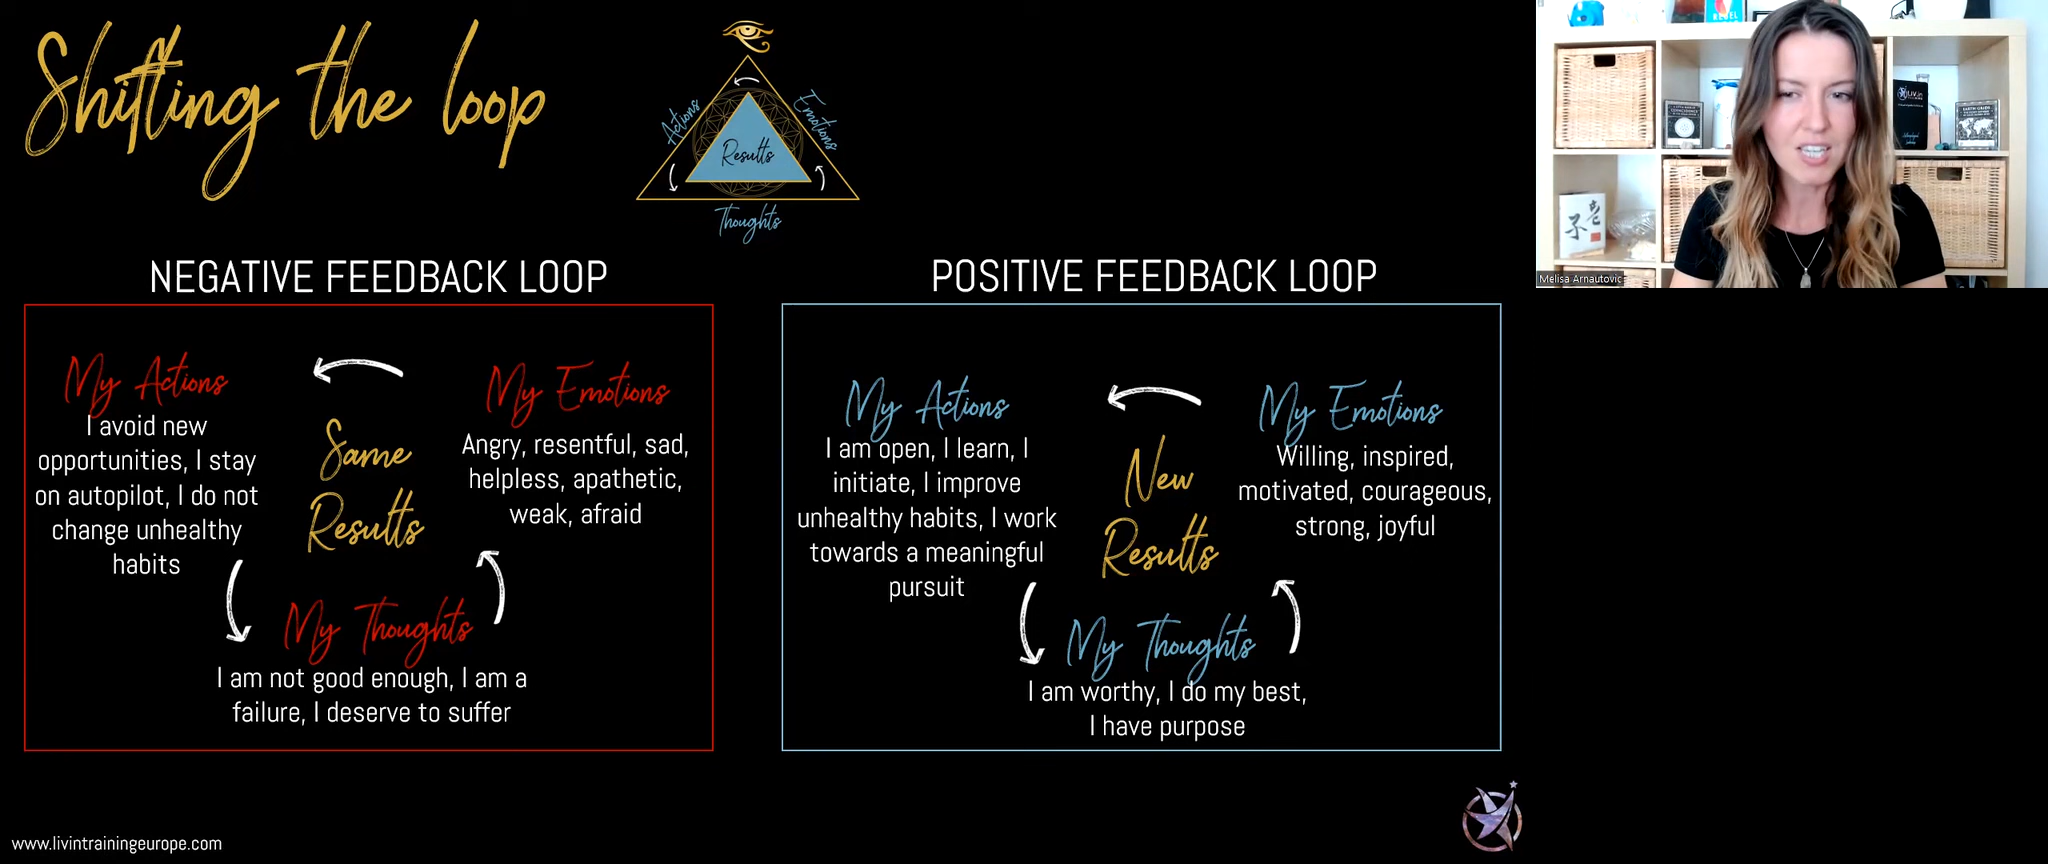 Shifting the loop
Actions
Emotions
Results
Thoughts
NEGATIVE FEEDBACK LOOP
My Actions
I avoid new
opportunities, I stay
on autopilot, I do not
change unhealthy
habits
Same
Results
My Emotions
Angry, resentful, sad,
helpless, apathetic,
weak, afraid
My Thoughts
I am not good enough, I am a
failure, I deserve to suffer
POSITIVE FEEDBACK LOOP
My Actions
I am open, I learn, I
initiate, I improve
unhealthy habits, I work
towards a meaningful
pursuit
New
Results
My Emotions
Willing, inspired,
motivated, courageous,
strong, joyful
My Thoughts
I am worthy, I do my best,
I have purpose
www.livintrainingeurope.com
Melisa Arnautovic
老
子